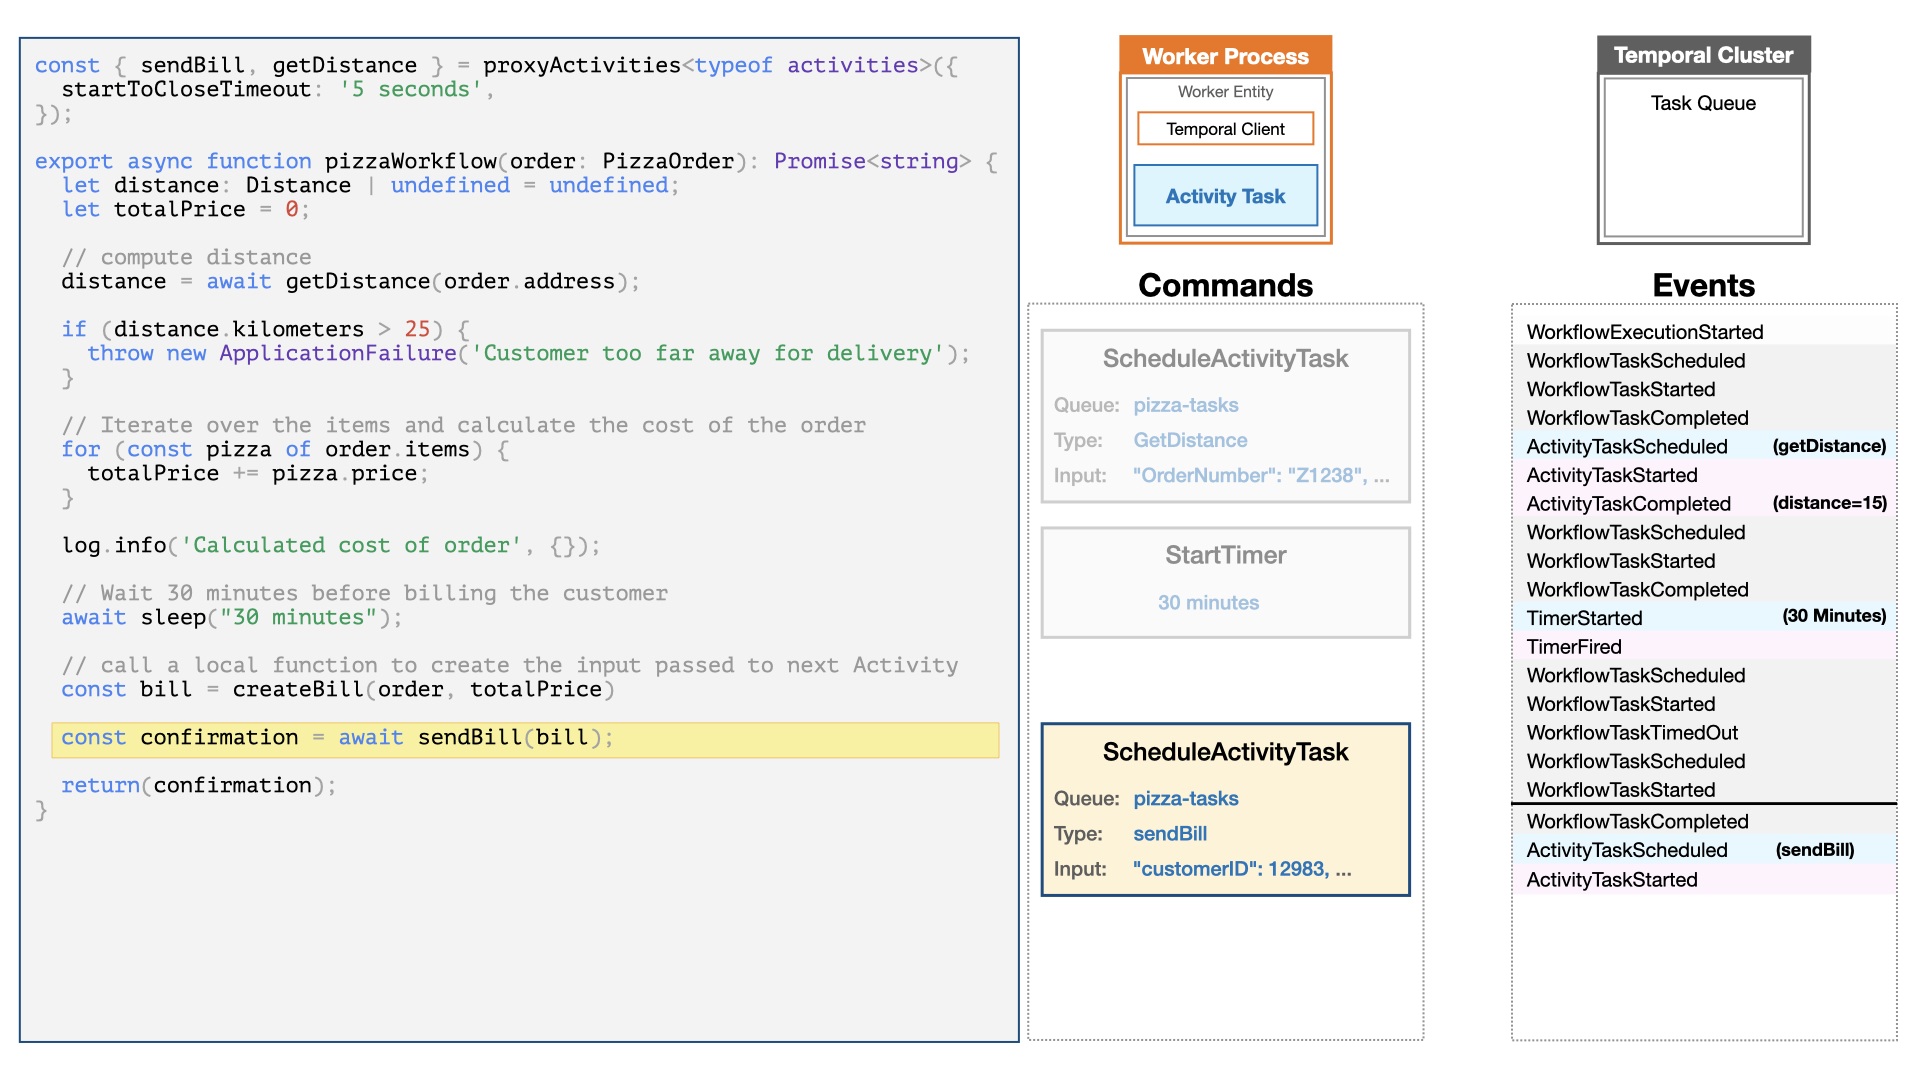 const { sendBill, getDistance } = proxyActivities<typeof activities>({
  startToCloseTimeout: '5 seconds',
});
export async function pizzaWorkflow(order: PizzaOrder): Promise<string> {
  let distance: Distance | undefined = undefined;
  let totalPrice = 0;
  // compute distance
  distance = await getDistance(order.address);
  if (distance.kilometers > 25) {
    throw new ApplicationFailure('Customer too far away for delivery');
  }
  // Iterate over the items and calculate the cost of the order
  for (const pizza of order.items) {
    totalPrice += pizza.price;
  }
  log.info('Calculated cost of order', {});
  // Wait 30 minutes before billing the customer
  await sleep("30 minutes");
  // call a local function to create the input passed to next Activity
  const bill = createBill(order, totalPrice)
  const confirmation = await sendBill(bill);
  return(confirmation);
}
Worker Process
Worker Entity
Temporal Client
Activity Task
Commands
ScheduleActivityTask
Queue: pizza-tasks
Type: GetDistance
Input: "OrderNumber": "Z1238", ...
StartTimer
30 minutes
ScheduleActivityTask
Queue: pizza-tasks
Type: sendBill
Input: "customerID": 12983, ...
Temporal Cluster
Task Queue
Events
WorkflowExecutionStarted
WorkflowTaskScheduled
WorkflowTaskStarted
WorkflowTaskCompleted
ActivityTaskScheduled (getDistance)
ActivityTaskStarted
ActivityTaskCompleted (distance=15)
WorkflowTaskScheduled
WorkflowTaskStarted
WorkflowTaskCompleted
TimerStarted (30 Minutes)
TimerFired
WorkflowTaskScheduled
WorkflowTaskStarted
WorkflowTaskTimedOut
WorkflowTaskScheduled
WorkflowTaskStarted
WorkflowTaskCompleted
ActivityTaskScheduled (sendBill)
ActivityTaskStarted